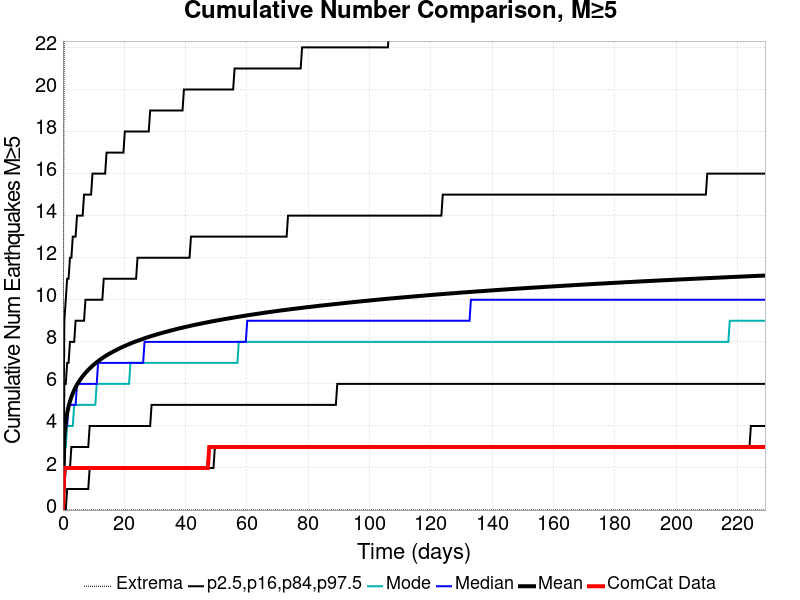 Cumulative Number Comparison, M≥5
Cumulative Num Earthquakes M≥5
22
20
18
16
14
12
10
8
6
4
2
0
0 20 40 60 80 100 120 140 160 180 200 220
Time (days)
Extrema p2.5,p16,p84,p97.5 Mode Median Mean ComCat Data